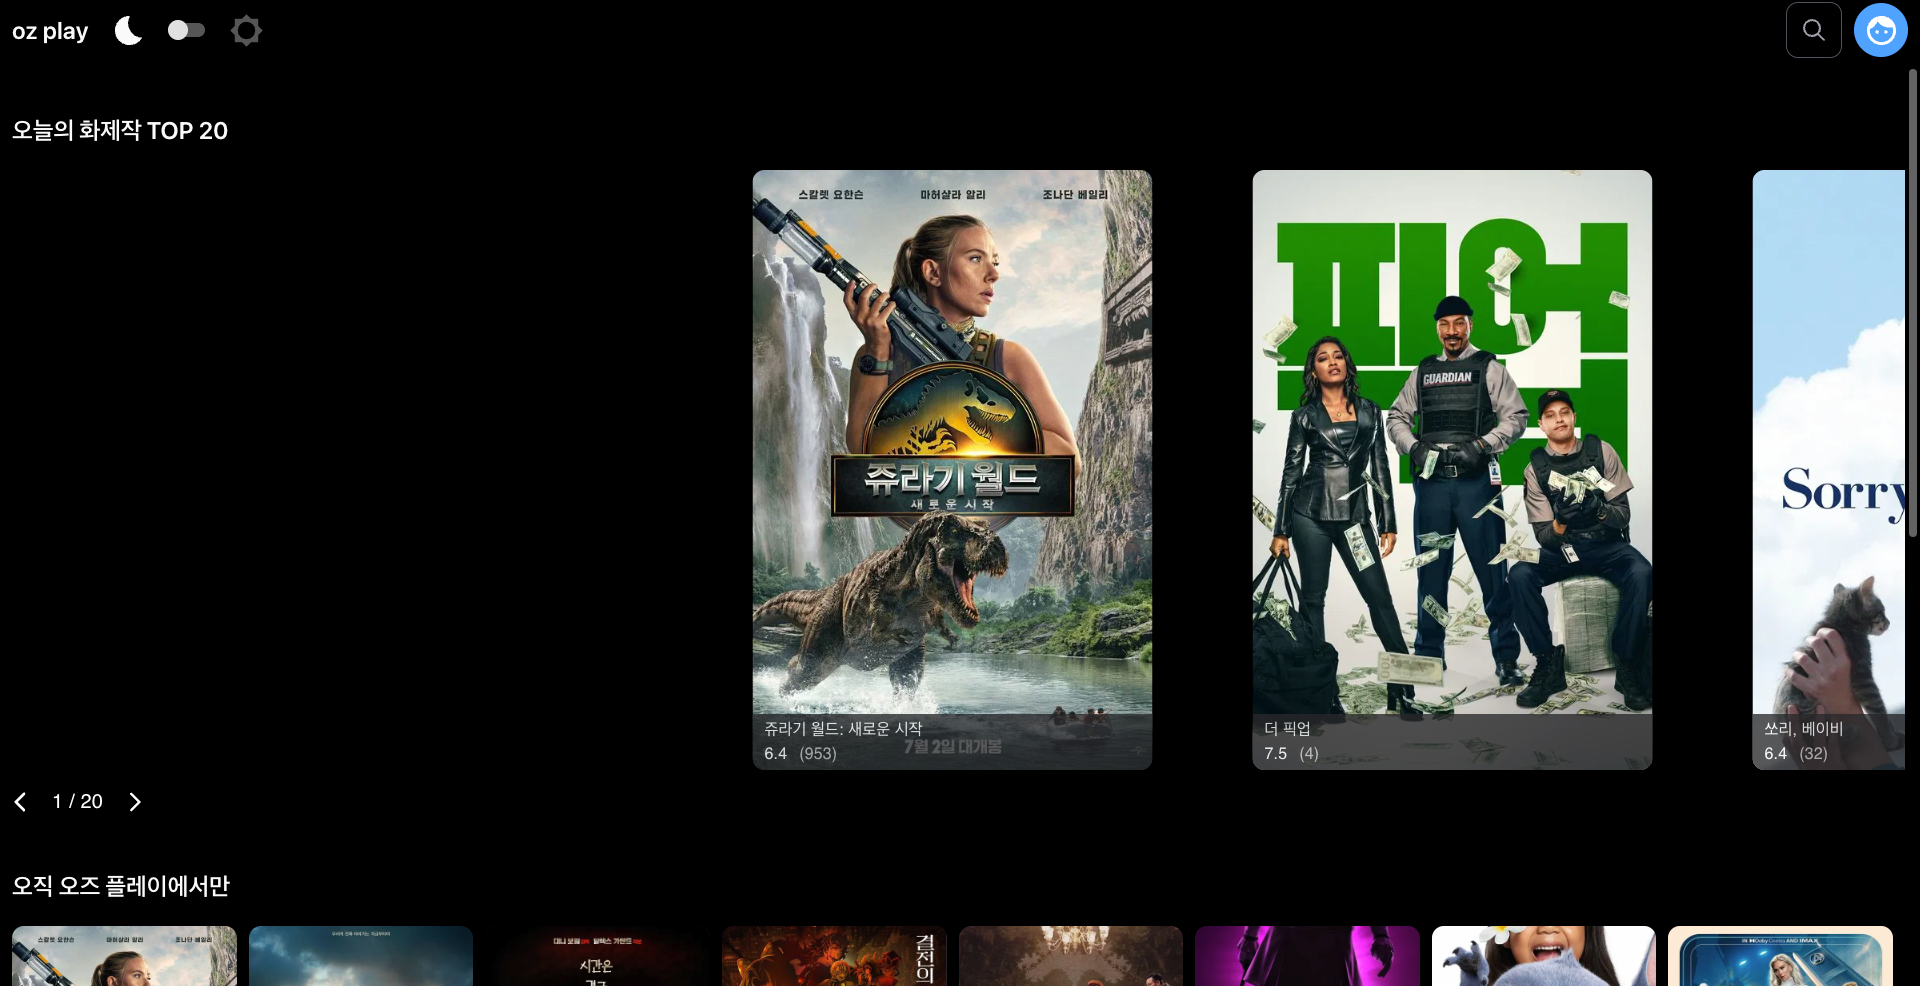 oz play
오늘의 화제작 TOP 20
스칼렛 요한슨 마허샬라 알리 조나단 베일리
쥬라기 월드
새로운 시작
7월 2일 대개봉
쥬라기 월드: 새로운 시작
6.4 (953)
GUARDIAN
더 픽업
7.5 (4)
Sorry
쏘리, 베이비
6.4 (32)
1 / 20
오직 오즈 플레이에서만
스칼렛 요한슨 마허샬라 알리 조나단 베일리
시간은
결전의
IN Dolby Cinema AND IMAX